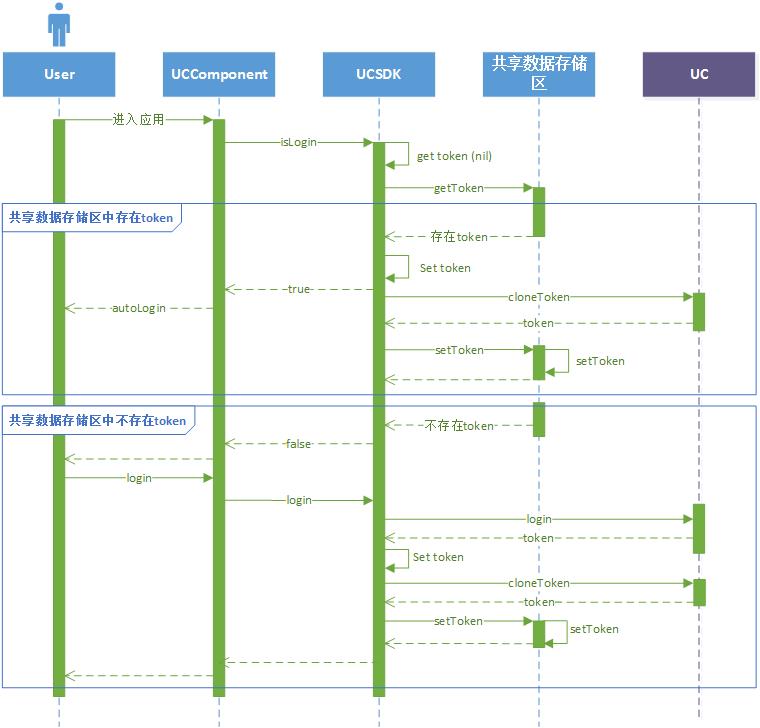 User
UCComponent
UCSDK
共享数据存储
区
UC
进入应用
isLogin
get token (nil)
getToken
共享数据存储区中存在token
存在token
Set token
true
cloneToken
autoLogin
token
setToken
setToken
共享数据存储区中不存在token
不存在token
false
login
login
login
token
Set token
cloneToken
token
setToken
setToken